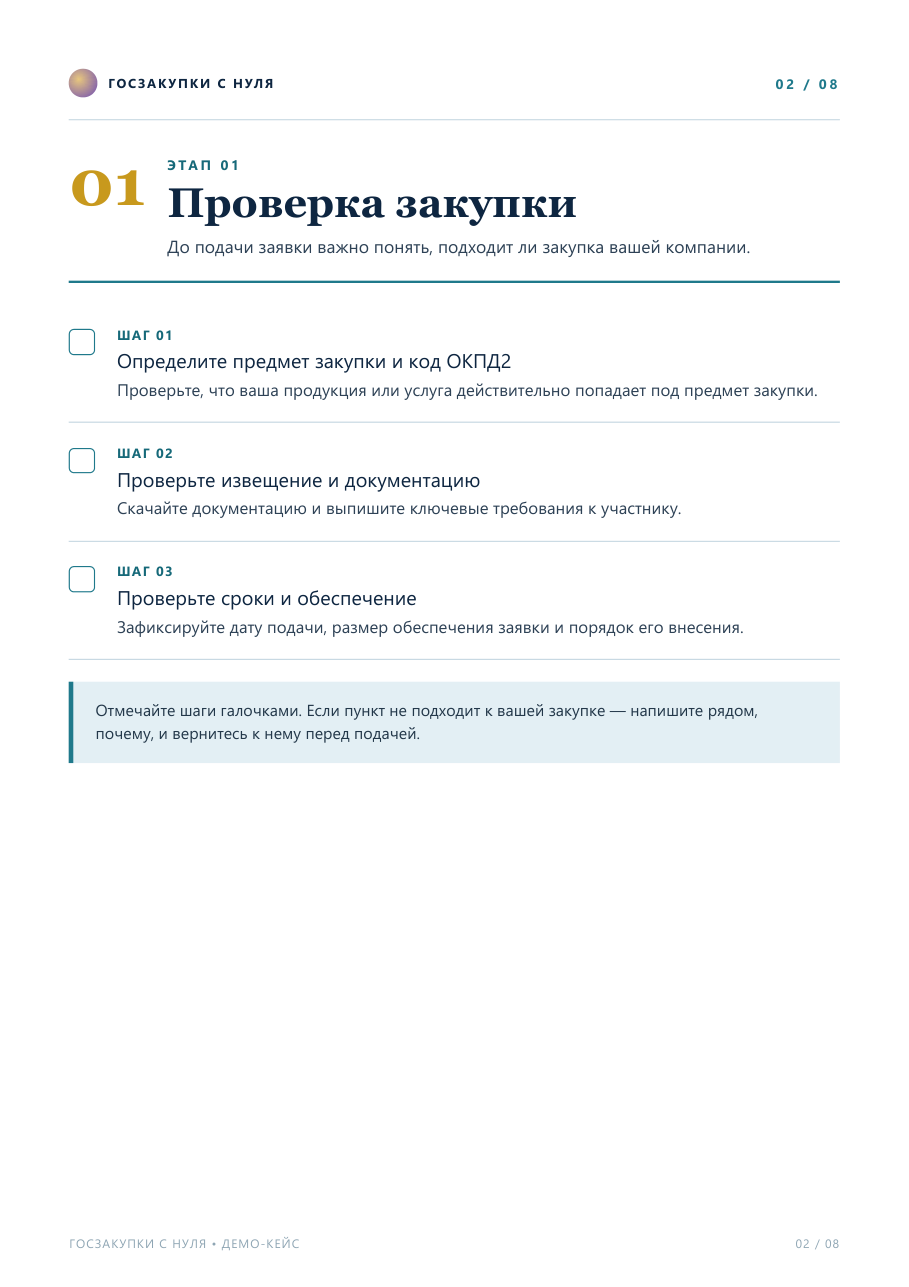 ГОСЗАКУПКИ С НУЛЯ
02 / 08
01
ЭТАП 01
Проверка закупки
До подачи заявки важно понять, подходит ли закупка вашей компании.
ШАГ 01
Определите предмет закупки и код ОКПД2
Проверьте, что ваша продукция или услуга действительно попадает под предмет закупки.
ШАГ 02
Проверьте извещение и документацию
Скачайте документацию и выпишите ключевые требования к участнику.
ШАГ 03
Проверьте сроки и обеспечение
Зафиксируйте дату подачи, размер обеспечения заявки и порядок его внесения.
Отмечайте шаги галочками. Если пункт не подходит к вашей закупке — напишите рядом,
почему, и вернитесь к нему перед подачей.
ГОСЗАКУПКИ С НУЛЯ • ДЕМО-КЕЙС
02 / 08